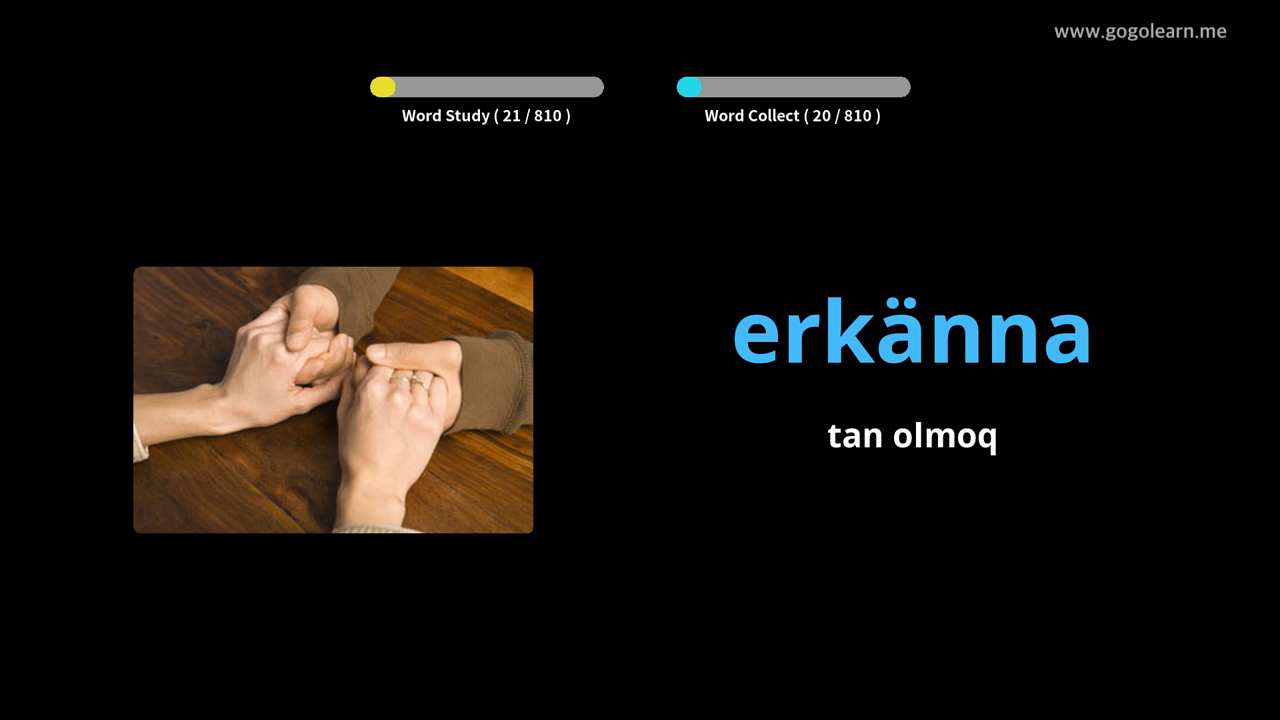 www.gogolearn.me
Word Study ( 21 / 810 )
Word Collect ( 20 / 810 )
erkänna
tan olmoq